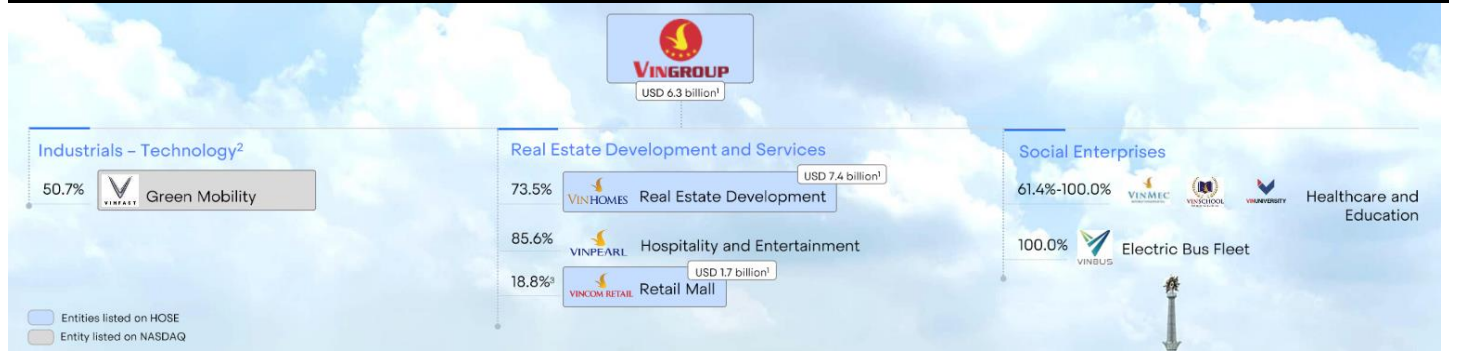 VINGROUP
USD 6.3 billion¹
Industrials – Technology²
50.7%
VINFAST
Green Mobility
Real Estate Development and Services
USD 7.4 billion¹
73.5%
VINHOMES
Real Estate Development
85.6%
VINPEARL
Hospitality and Entertainment
USD 1.7 billion¹
18.8%³
VINCOM RETAIL
Retail Mall
Social Enterprises
61.4%-100.0%
VINMEC
VINSCHOOL
VINUNIVERSITY
Healthcare and
Education
100.0%
VINBUS
Electric Bus Fleet
Entities listed on HOSE
Entity listed on NASDAQ